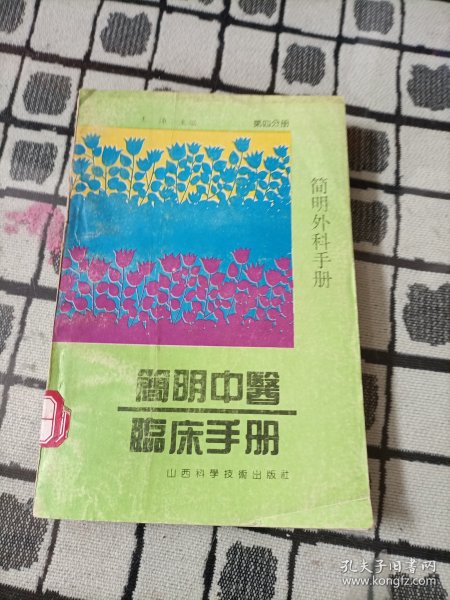 第四分册
简明外科手册
簡明中醫
臨床手册
山西科學技術出版社
孔夫子旧书网
www.kongfz.com